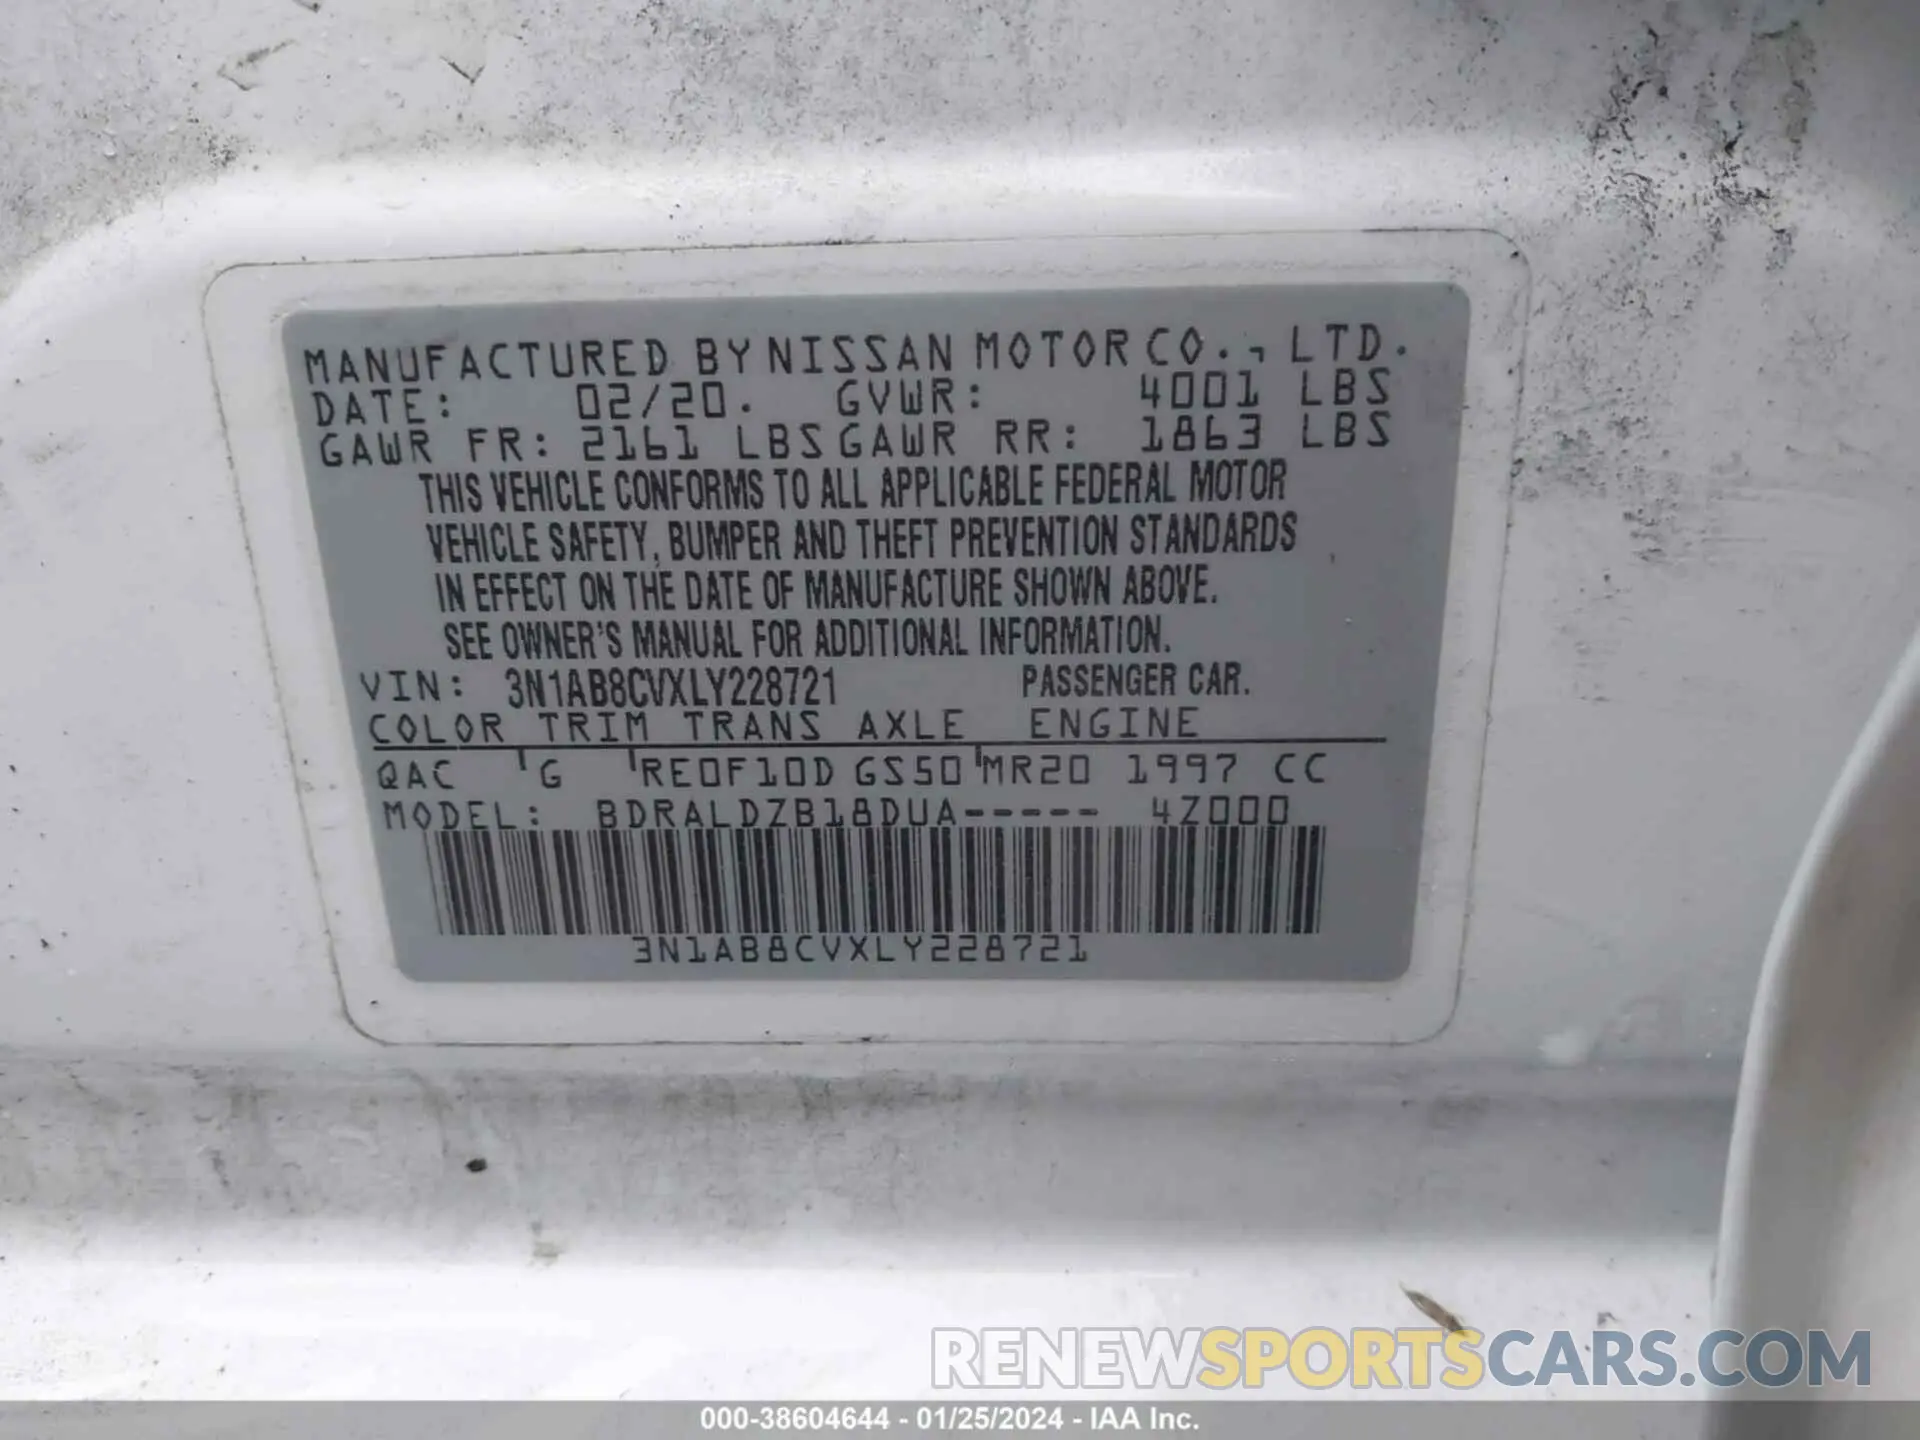 MANUFACTURED BY NISSAN MOTOR CO., LTD.
DATE: 02/20. GVWR: 4001 LBS
GAWR FR: 2161 LBS GAWR RR: 1863 LBS
THIS VEHICLE CONFORMS TO ALL APPLICABLE FEDERAL MOTOR
VEHICLE SAFETY, BUMPER AND THEFT PREVENTION STANDARDS
IN EFFECT ON THE DATE OF MANUFACTURE SHOWN ABOVE.
SEE OWNER'S MANUAL FOR ADDITIONAL INFORMATION.
VIN: 3N1AB8CVXLY228721 PASSENGER CAR.
COLOR TRIM TRANS AXLE ENGINE
QAC G RE0F10D GS50 MR20 1997 CC
MODEL: BDRALDZB18DUA----- 4Z000
3N1AB8CVXLY228721
RENEWSPORTSCARS.COM
000-38604644 - 01/25/2024 - IAA Inc.